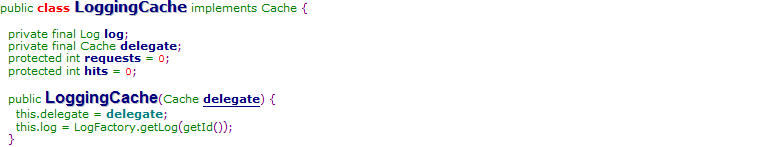 public class LoggingCache implements Cache {
private final Log log;
private final Cache delegate;
protected int requests = 0;
protected int hits = 0;
public LoggingCache(Cache delegate) {
this.delegate = delegate;
this.log = LogFactory.getLog(getId());
}